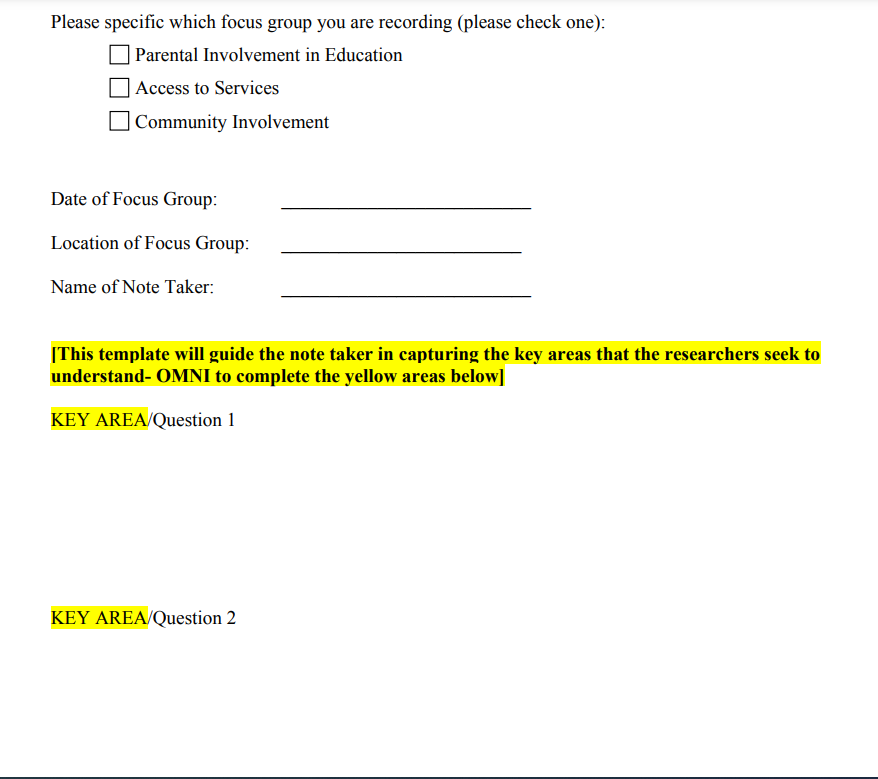 Please specific which focus group you are recording (please check one):
Parental Involvement in Education
Access to Services
Community Involvement
Date of Focus Group:
Location of Focus Group:
Name of Note Taker:
[This template will guide the note taker in capturing the key areas that the researchers seek to
understand- OMNI to complete the yellow areas below]
KEY AREA/Question 1
KEY AREA/Question 2